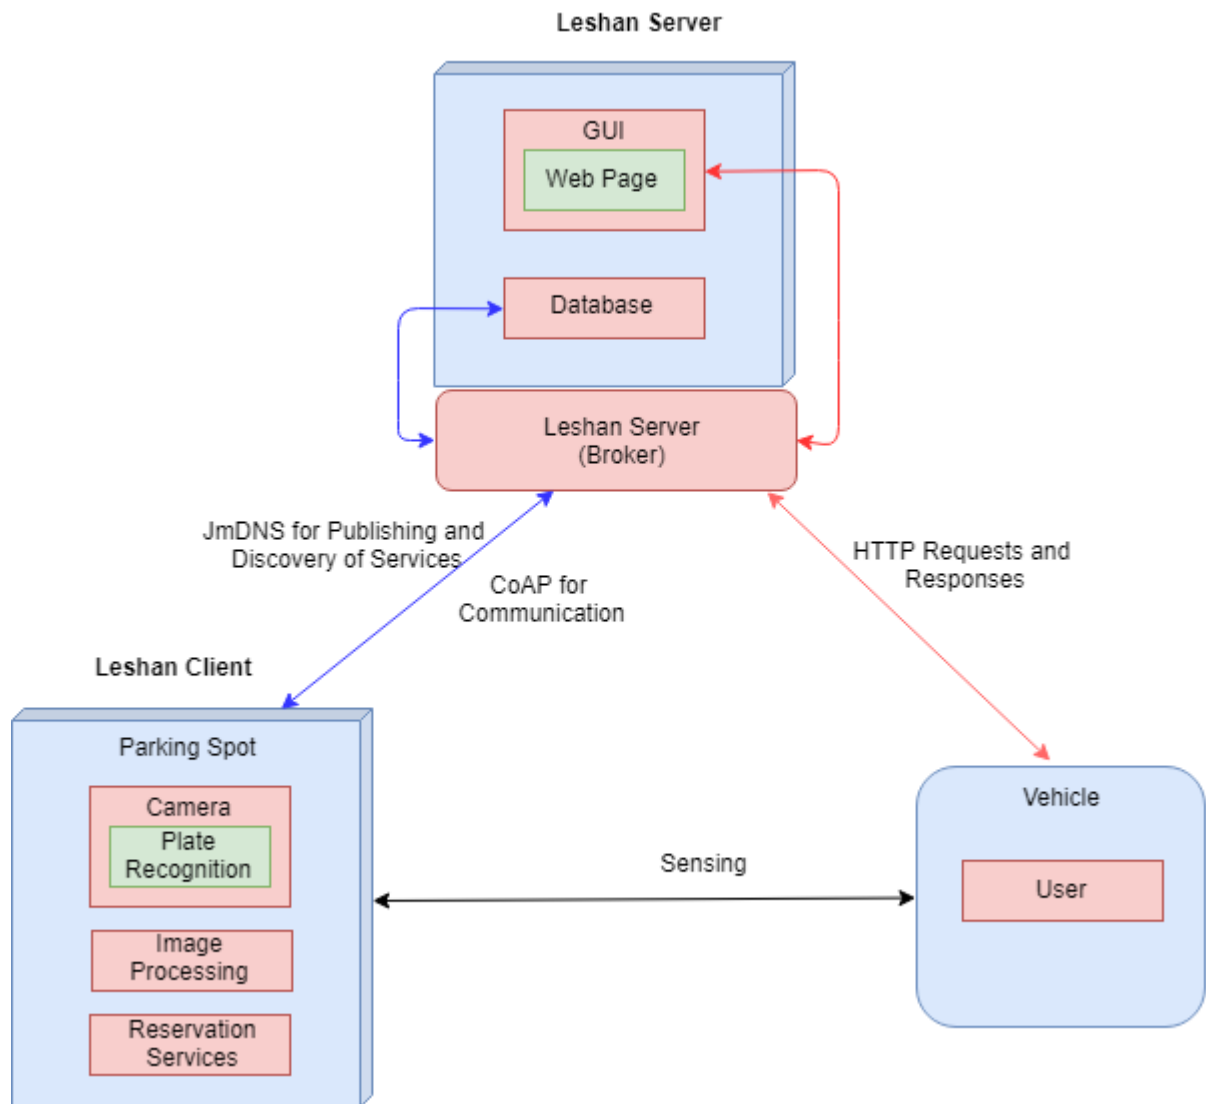 Leshan Server
GUI
Web Page
Database
Leshan Server
(Broker)
JmDNS for Publishing and
Discovery of Services
CoAP for
Communication
HTTP Requests and
Responses
Leshan Client
Parking Spot
Camera
Plate
Recognition
Image
Processing
Reservation
Services
Sensing
Vehicle
User